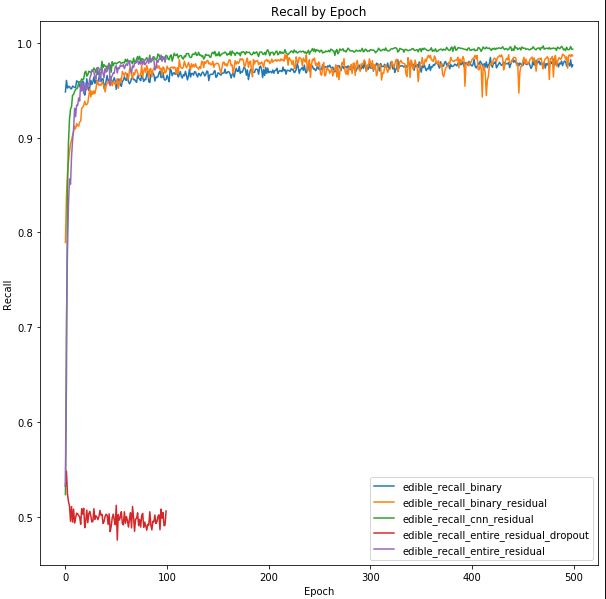 Recall by Epoch
1.0
0.9
0.8
0.7
0.6
0.5
Recall
0
100
200
300
400
500
Epoch
edible_recall_binary
edible_recall_binary_residual
edible_recall_cnn_residual
edible_recall_entire_residual_dropout
edible_recall_entire_residual